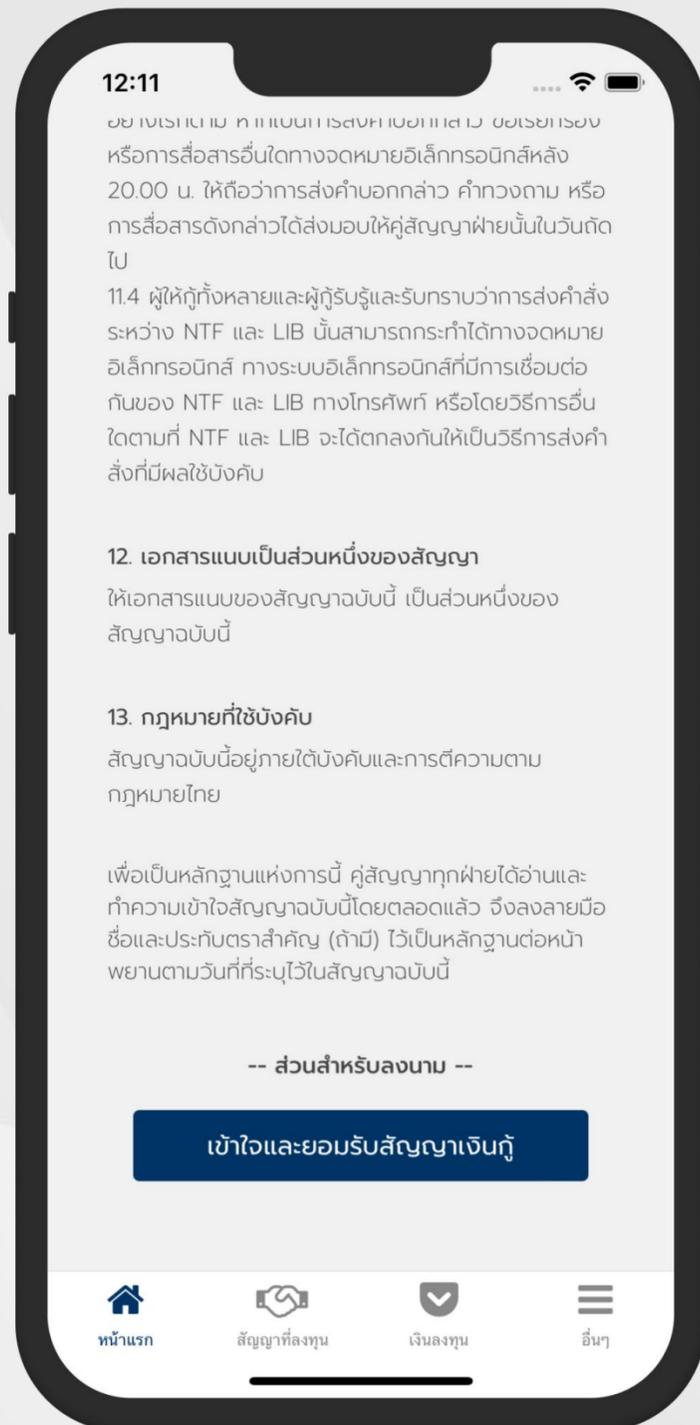 12:11
หรือการสื่อสารอื่นใดทางจดหมายอิเล็กทรอนิกส์หลัง
20.00 น. ให้ถือว่าการส่งคำบอกกล่าว คำทวงถาม หรือ
การสื่อสารดังกล่าวได้ส่งมอบให้คู่สัญญาฝ่ายนั้นในวันถัด
ไป
11.4 ผู้ให้กู้ทั้งหลายและผู้กู้รับรู้และรับทราบว่าการส่งคำสั่ง
ระหว่าง NTF และ LIB นั้นสามารถกระทำได้ทางจดหมาย
อิเล็กทรอนิกส์ ทางระบบอิเล็กทรอนิกส์ที่มีการเชื่อมต่อ
กันของ NTF และ LIB ทางโทรศัพท์ หรือโดยวิธีการอื่น
ใดตามที่ NTF และ LIB จะได้ตกลงกันให้เป็นวิธีการส่งคำ
สั่งที่มีผลใช้บังคับ
12. เอกสารแนบเป็นส่วนหนึ่งของสัญญา
ให้เอกสารแนบของสัญญาฉบับนี้ เป็นส่วนหนึ่งของ
สัญญาฉบับนี้
13. กฎหมายที่ใช้บังคับ
สัญญาฉบับนี้อยู่ภายใต้บังคับและการตีความตาม
กฎหมายไทย
เพื่อเป็นหลักฐานแห่งการนี้ คู่สัญญาทุกฝ่ายได้อ่านและ
ทำความเข้าใจสัญญาฉบับนี้โดยตลอดแล้ว จึงลงลายมือ
ชื่อและประทับตราสำคัญ (ถ้ามี) ไว้เป็นหลักฐานต่อหน้า
พยานตามวันที่ที่ระบุไว้ในสัญญาฉบับนี้
-- ส่วนสำหรับลงนาม --
เข้าใจและยอมรับสัญญาเงินกู้
หน้าแรก สัญญาที่ลงทุน เงินลงทุน อื่นๆ